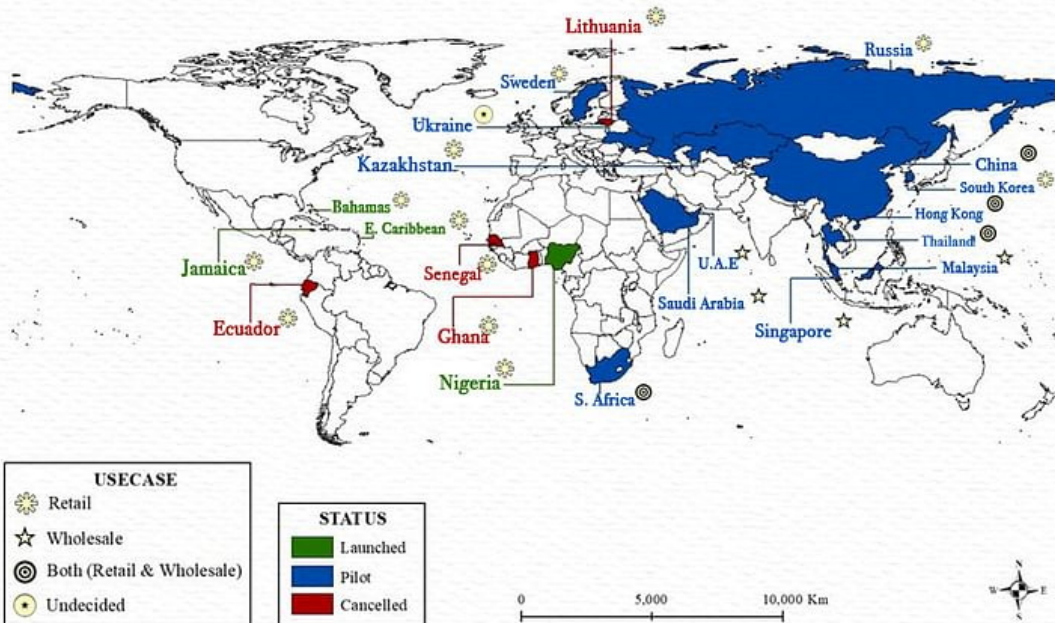 Lithuania
Russia
Sweden
Ukraine
Kazakhstan
China
South Korea
Bahamas
E. Caribbean
Hong Kong
Thailand
Jamaica
Senegal
U.A.E
Malaysia
Saudi Arabia
Ecuador
Ghana
Singapore
Nigeria
S. Africa
USECASE
Retail
Wholesale
Both (Retail & Wholesale)
Undecided
STATUS
Launched
Pilot
Cancelled
0 5,000 10,000 Km
N
W E
S